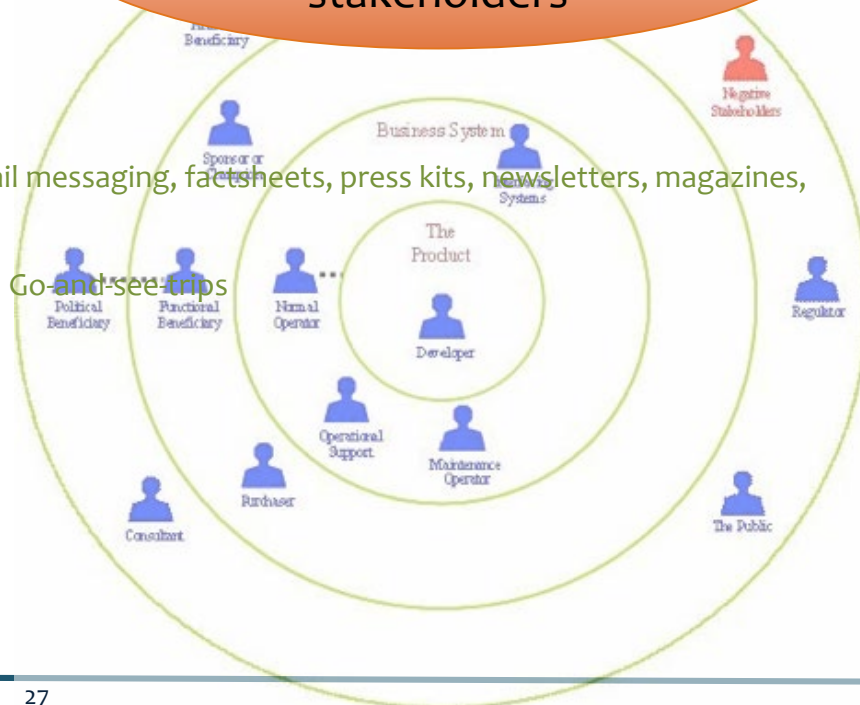 stakeholders
Beneficiary
Negative
Stakeholders
Business System
Sponsor or
Champion
il messaging, factsheets, press kits, newsletters, magazines,
Systems
The
Product
Go-and-see-trips
Political
Beneficiary
Functional
Beneficiary
Normal
Operator
Regulator
Developer
Operational
Support
Maintenance
Operator
Purchaser
The Public
Consultant
27